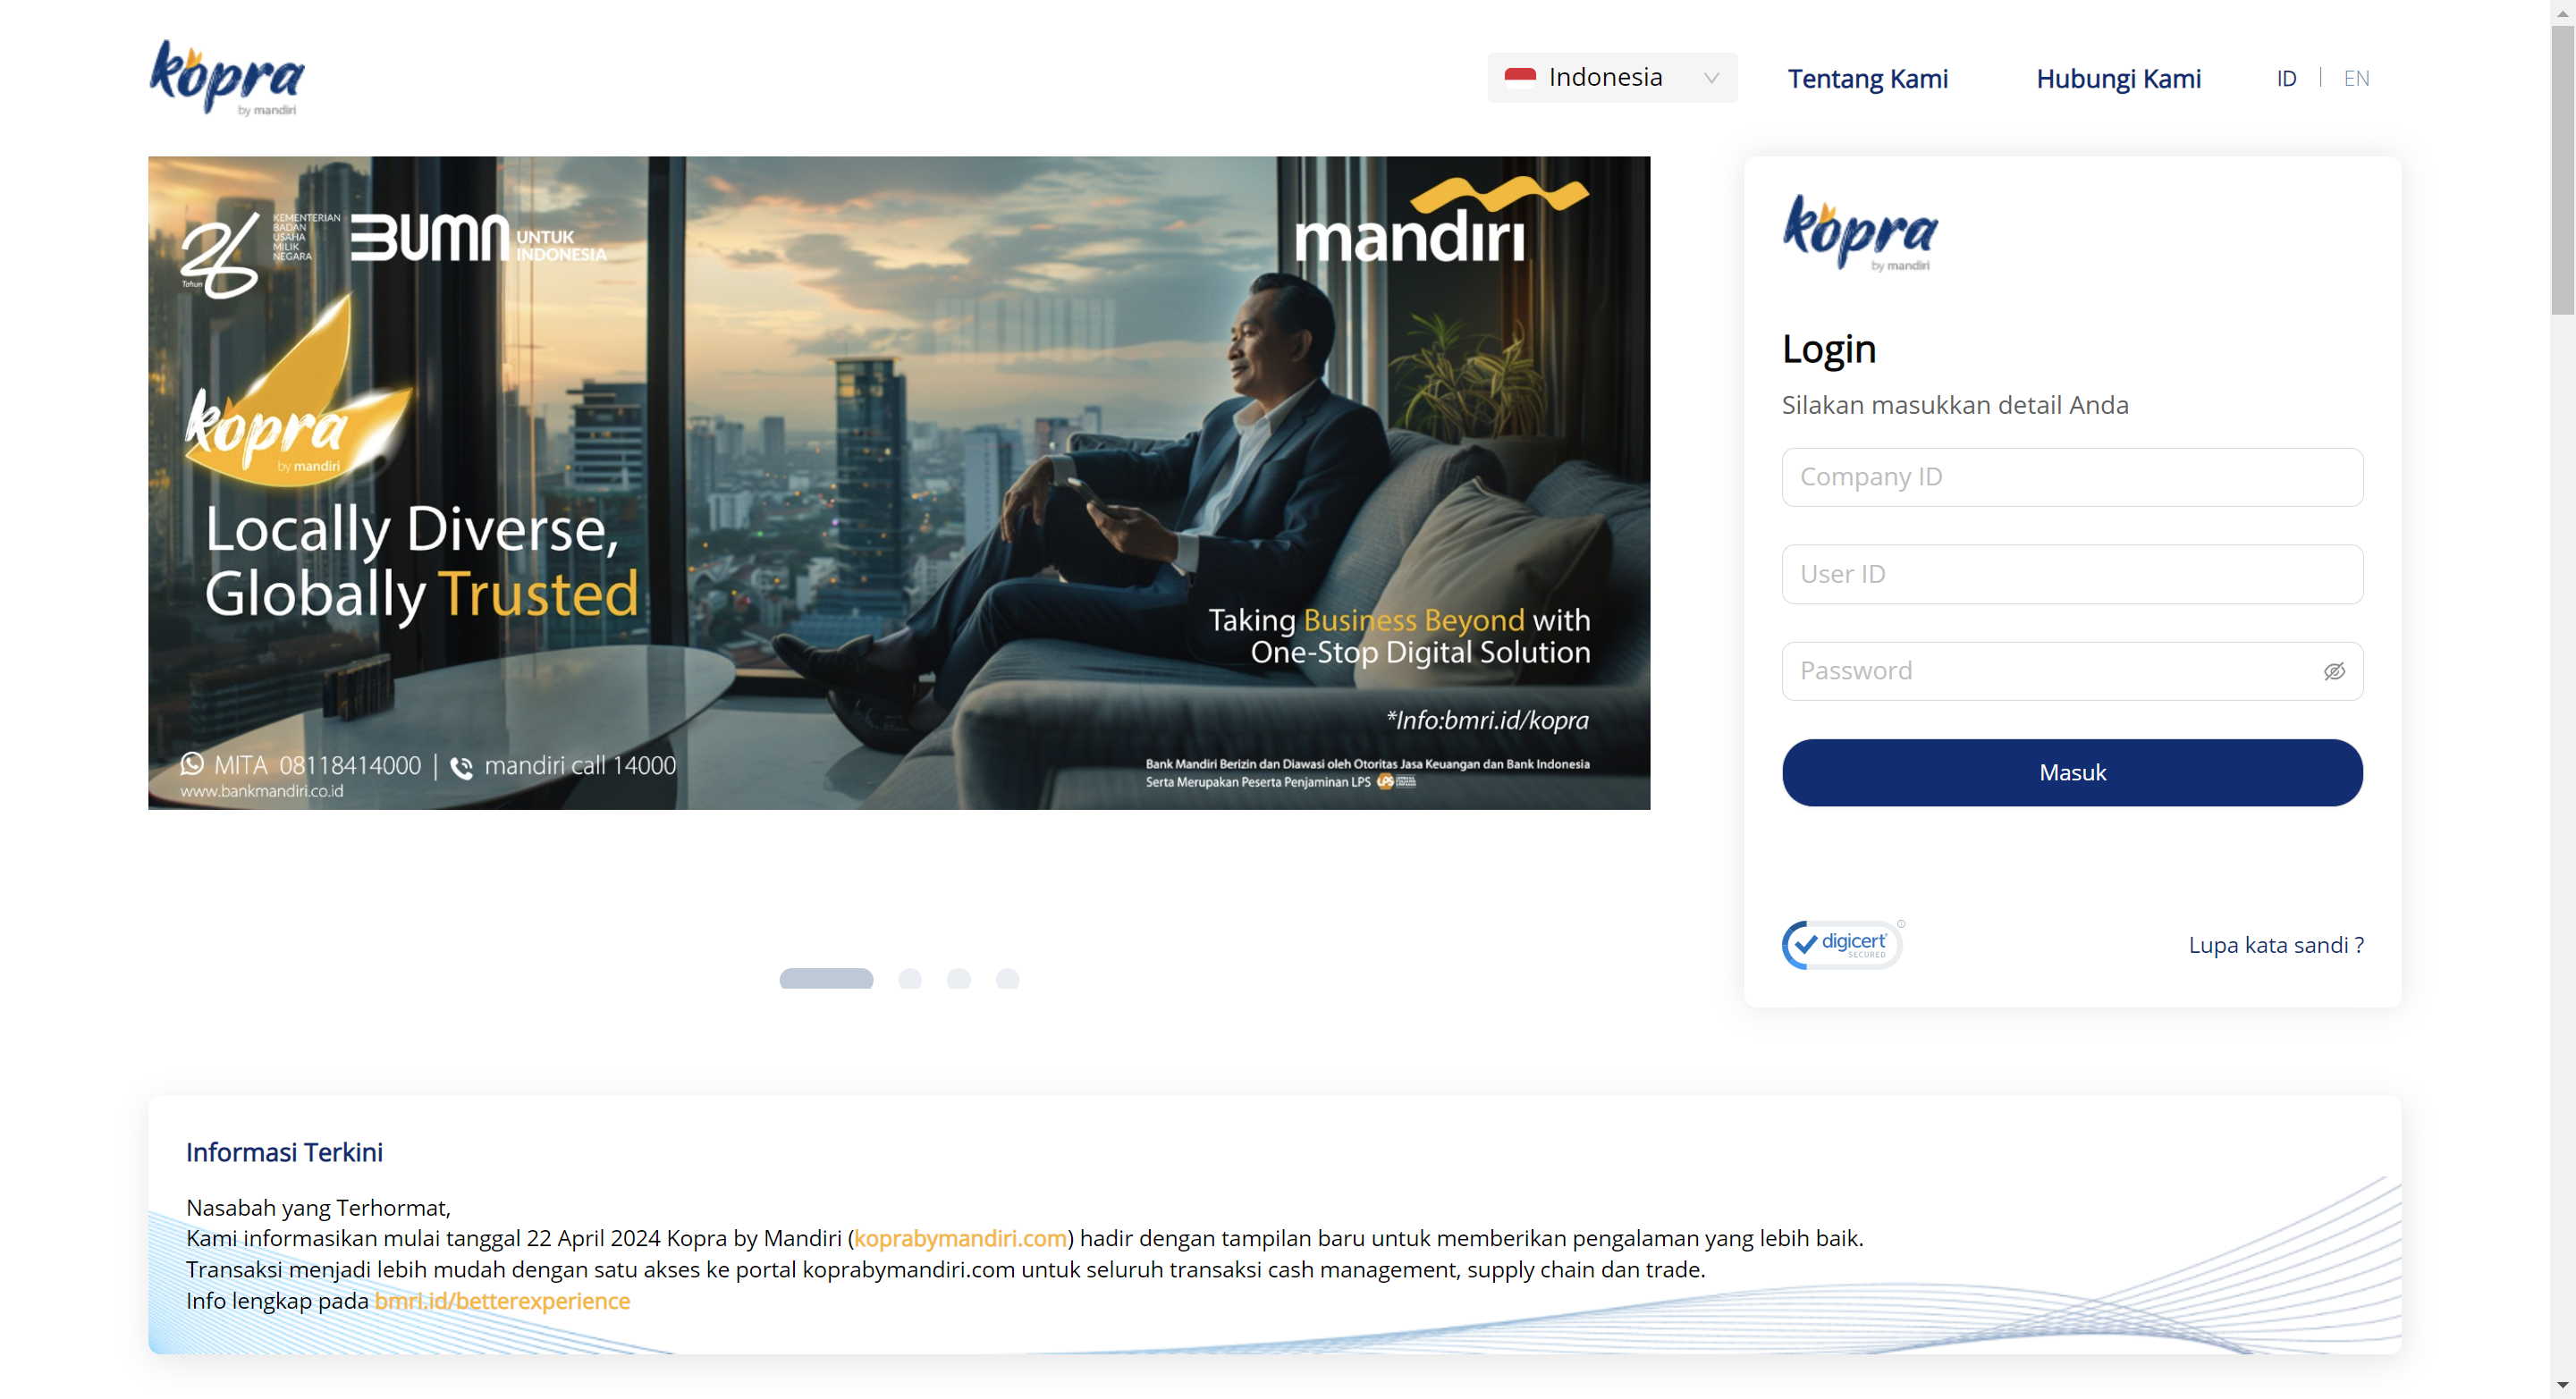 kopra
by mandiri
Indonesia
Tentang Kami
Hubungi Kami
ID | EN
26
Tahun
KEMENTERIAN
BADAN
USAHA
MILIK
NEGARA
BUMN
UNTUK
INDONESIA
mandiri
kopra
by mandiri
Locally Diverse,
Globally Trusted
Taking Business Beyond with
One-Stop Digital Solution
*Info:bmri.id/kopra
MITA 08118414000 | mandiri call 14000
www.bankmandiri.co.id
Bank Mandiri Berizin dan Diawasi oleh Otoritas Jasa Keuangan dan Bank Indonesia
Serta Merupakan Peserta Penjaminan LPS LPS
kopra
by mandiri
Login
Silakan masukkan detail Anda
Company ID
User ID
Password
Masuk
digicert
SECURED
Lupa kata sandi ?
Informasi Terkini
Nasabah yang Terhormat,
Kami informasikan mulai tanggal 22 April 2024 Kopra by Mandiri (koprabymandiri.com) hadir dengan tampilan baru untuk memberikan pengalaman yang lebih baik.
Transaksi menjadi lebih mudah dengan satu akses ke portal koprabymandiri.com untuk seluruh transaksi cash management, supply chain dan trade.
Info lengkap pada bmri.id/betterexperience